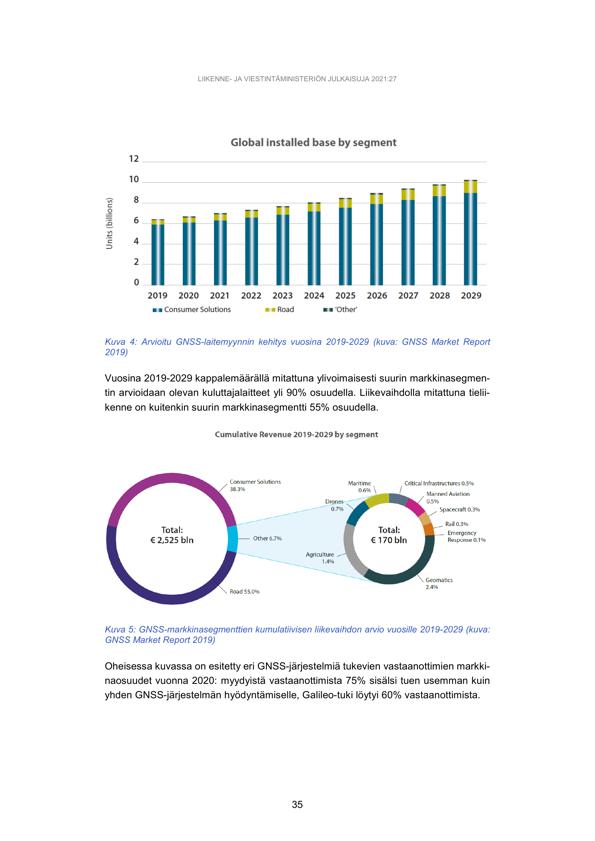 LIIKENNE- JA VIESTINTÄMINISTERIÖN JULKAISUJA 2021:27
Global installed base by segment
Units (billions)
12
10
8
6
4
2
0
2019 2020 2021 2022 2023 2024 2025 2026 2027 2028 2029
Consumer Solutions Road 'Other'
Kuva 4: Arvioitu GNSS-laitemyynnin kehitys vuosina 2019-2029 (kuva: GNSS Market Report
2019)
Vuosina 2019-2029 kappalemäärällä mitattuna ylivoimaisesti suurin markkinasegmen-
tin arvioidaan olevan kuluttajalaitteet yli 90% osuudella. Liikevaihdolla mitattuna tielii-
kenne on kuitenkin suurin markkinasegmentti 55% osuudella.
Cumulative Revenue 2019-2029 by segment
Consumer Solutions
38.3%
Total:
€ 2,525 bln
Other 6.7%
Road 55.0%
Maritime
0.6%
Drones
0.7%
Agriculture
1.4%
Total:
€ 170 bln
Critical Infrastructures 0.5%
Manned Aviation
0.5%
Spacecraft 0.3%
Rail 0.3%
Emergency
Response 0.1%
Geomatics
2.4%
Kuva 5: GNSS-markkinasegmenttien kumulatiivisen liikevaihdon arvio vuosille 2019-2029 (kuva:
GNSS Market Report 2019)
Oheisessa kuvassa on esitetty eri GNSS-järjestelmiä tukevien vastaanottimien markki-
naosuudet vuonna 2020: myydyistä vastaanottimista 75% sisälsi tuen usemman kuin
yhden GNSS-järjestelmän hyödyntämiselle, Galileo-tuki löytyi 60% vastaanottimista.
35